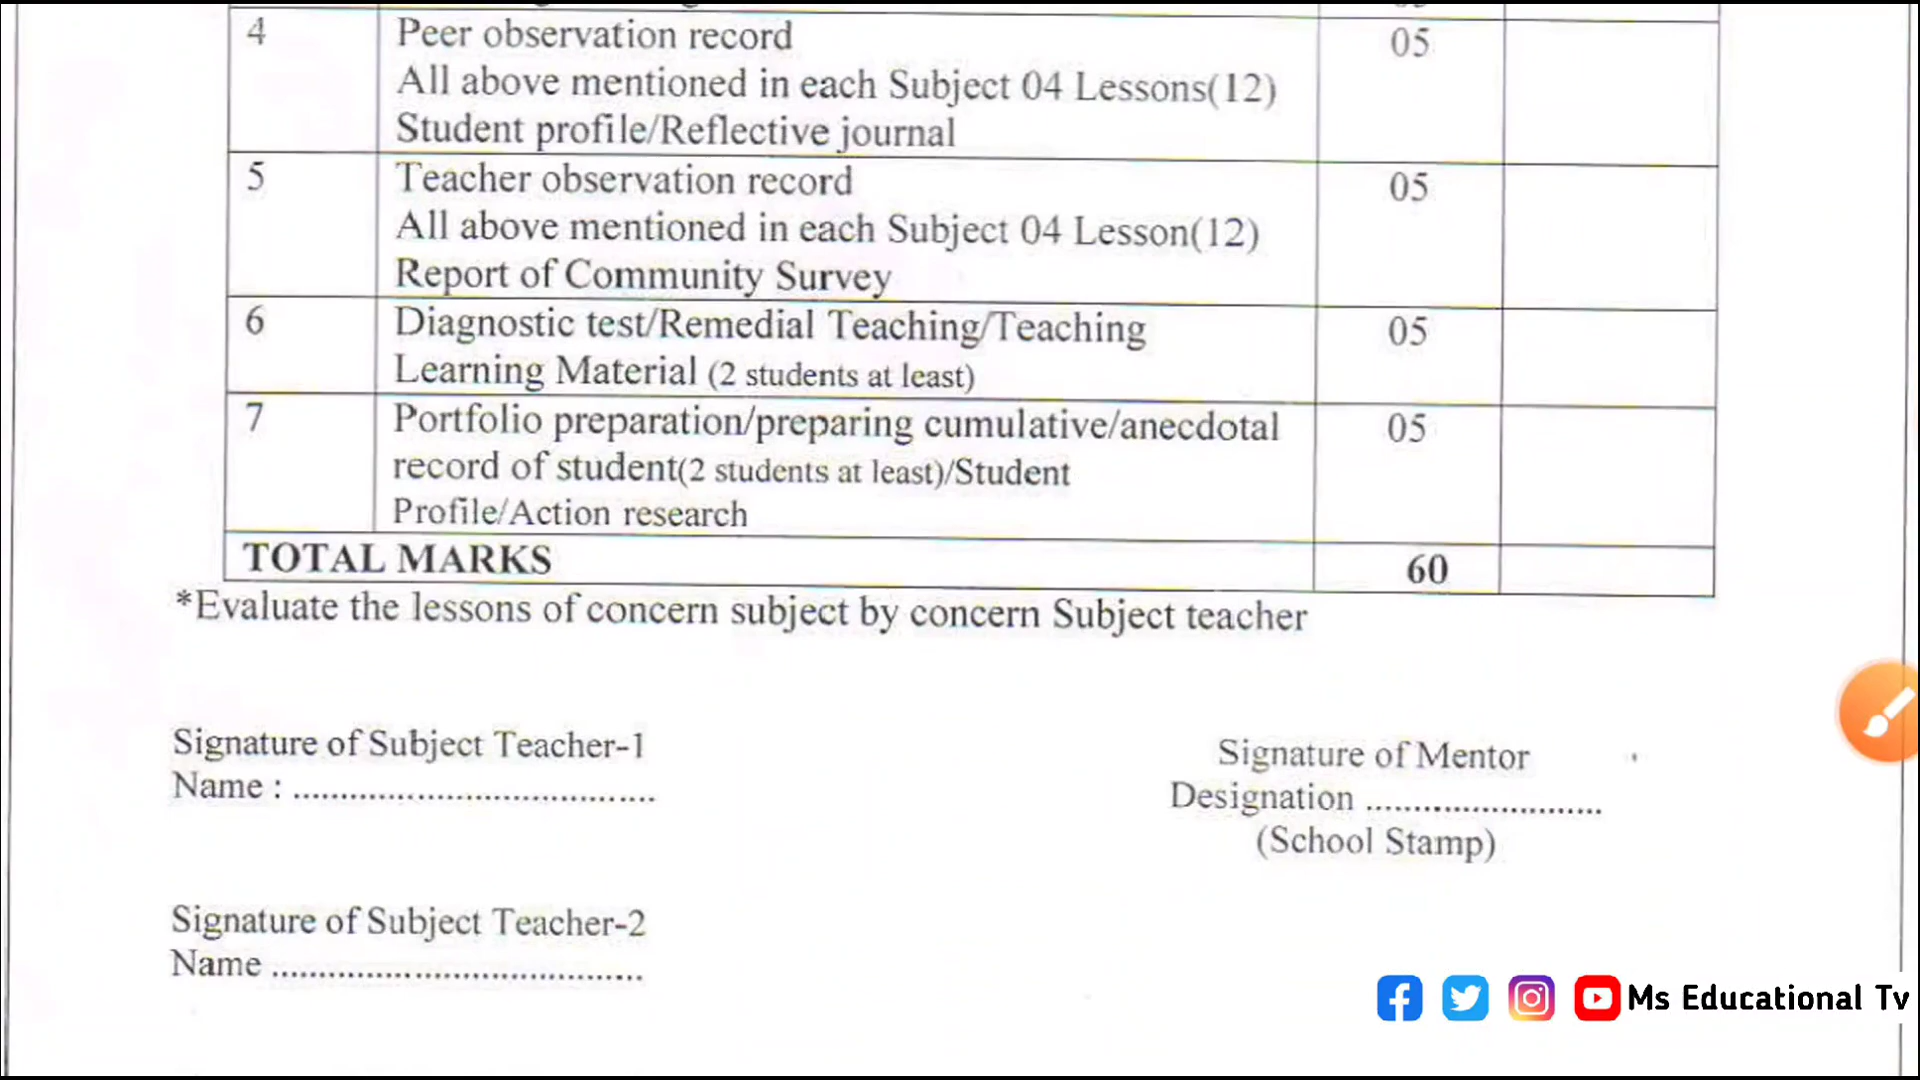 4 Peer observation record 05
All above mentioned in each Subject 04 Lessons(12)
Student profile/Reflective journal
5 Teacher observation record 05
All above mentioned in each Subject 04 Lesson(12)
Report of Community Survey
6 Diagnostic test/Remedial Teaching/Teaching 05
Learning Material (2 students at least)
7 Portfolio preparation/preparing cumulative/anecdotal 05
record of student(2 students at least)/Student
Profile/Action research
TOTAL MARKS 60
*Evaluate the lessons of concern subject by concern Subject teacher
Signature of Subject Teacher-1
Name : ......................................
Signature of Mentor
Designation .........................
(School Stamp)
Signature of Subject Teacher-2
Name .......................................
Ms Educational Tv